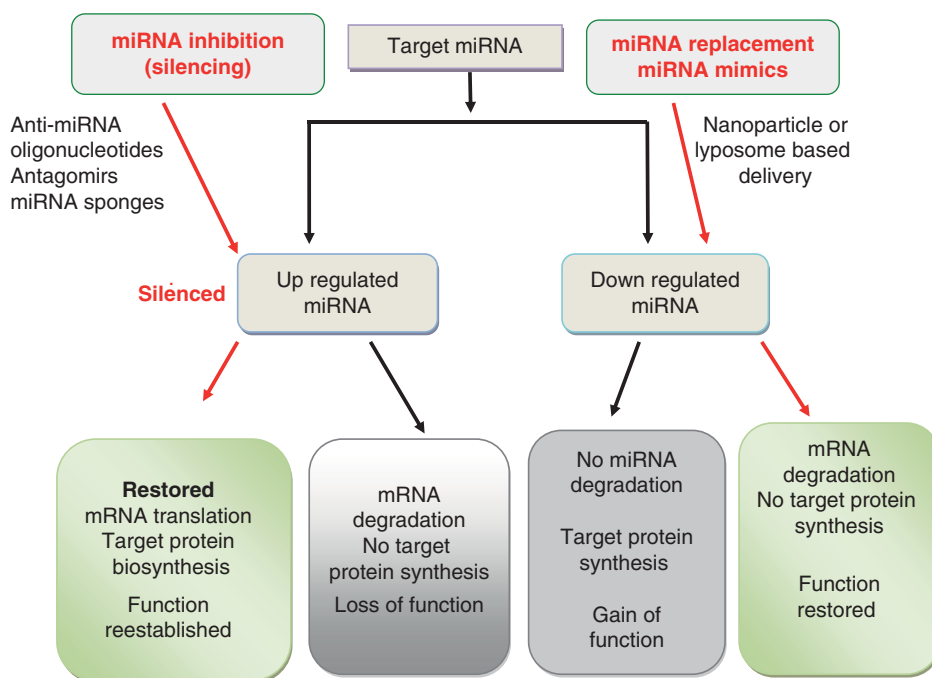 miRNA inhibition
(silencing)
Target miRNA
miRNA replacement
miRNA mimics
Anti-miRNA
oligonucleotides
Antagomirs
miRNA sponges
Nanoparticle or
lyposome based
delivery
Silenced
Up regulated
miRNA
Down regulated
miRNA
Restored
mRNA translation
Target protein
biosynthesis
Function
reestablished
mRNA
degradation
No target
protein synthesis
Loss of function
No miRNA
degradation
Target protein
synthesis
Gain of
function
mRNA
degradation
No target protein
synthesis
Function
restored